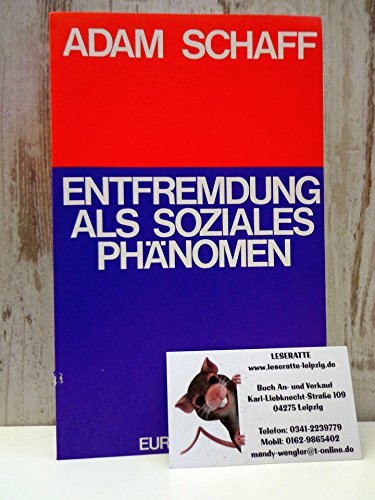 ADAM SCHAFF
ENTFREMDUNG
ALS SOZIALES
PHÄNOMEN
EUR
LESERATTE
www.leseratte-leipzig.de
Buch An- und Verkauf
Karl-Liebknecht-Straße 109
04275 Leipzig
Telefon: 0341-2239779
Mobil: 0162-9865402
mandy-wengler@t-online.de